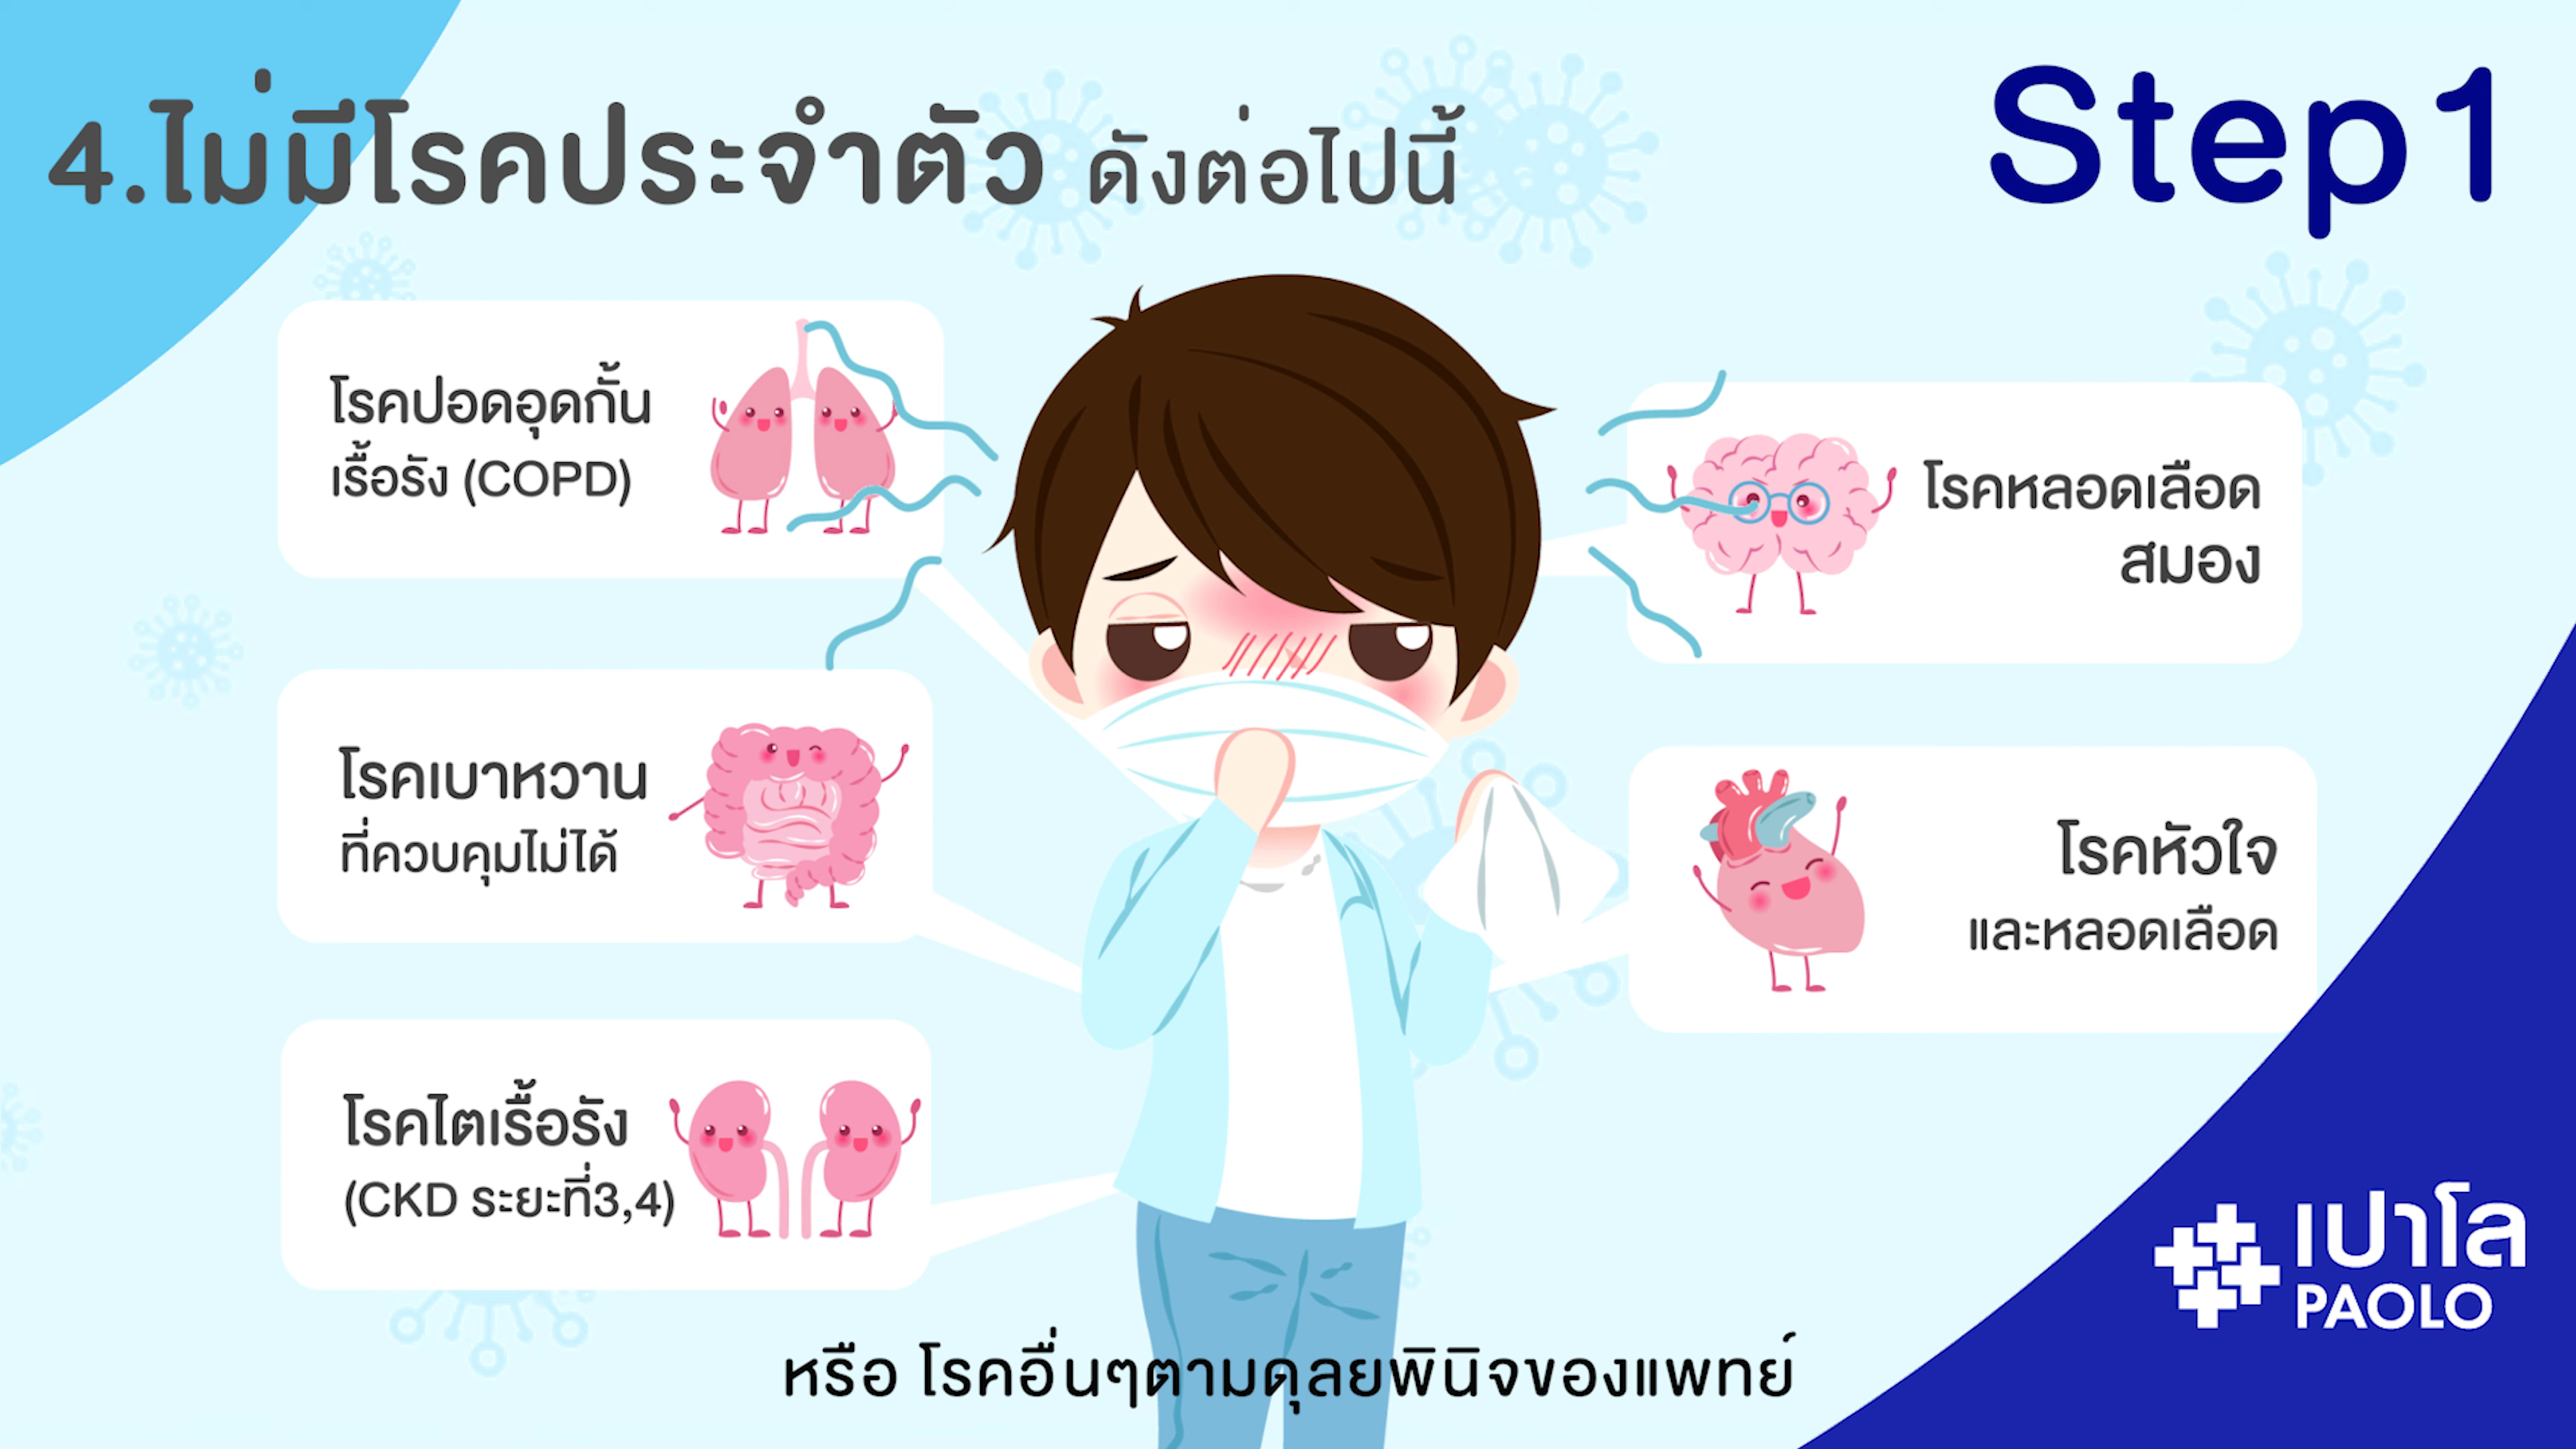 4.ไม่มีโรคประจำตัว ดังต่อไปนี้
Step1
โรคปอดอุดกั้น
เรื้อรัง (COPD)
โรคหลอดเลือด
สมอง
โรคเบาหวาน
ที่ควบคุมไม่ได้
โรคหัวใจ
และหลอดเลือด
โรคไตเรื้อรัง
(CKD ระยะที่3,4)
เปาโล
PAOLO
หรือ โรคอื่นๆตามดุลยพินิจของแพทย์